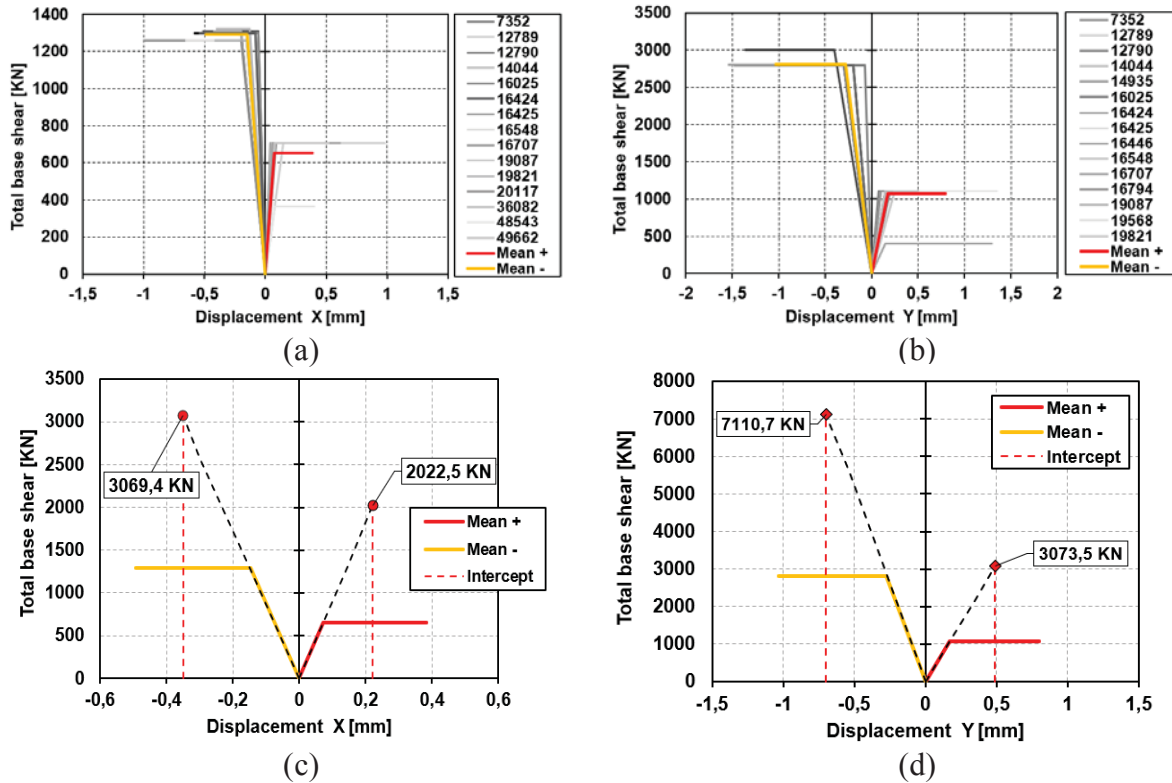 Total base shear [KN]
1400
1200
1000
800
600
400
200
0
-1,5 -1 -0,5 0 0,5 1 1,5
Displacement X [mm]
7352
12789
12790
14044
16025
16424
16425
16548
16707
19087
19821
20117
36082
48543
49662
Mean +
Mean -
(a)
Total base shear [KN]
3500
3000
2500
2000
1500
1000
500
0
-2 -1,5 -1 -0,5 0 0,5 1 1,5 2
Displacement Y [mm]
7352
12789
12790
14044
14935
16025
16424
16425
16446
16548
16707
16794
19087
19568
19821
Mean +
Mean -
(b)
Total base shear [KN]
3500
3000
2500
2000
1500
1000
500
0
-0,6 -0,4 -0,2 0 0,2 0,4 0,6
Displacement X [mm]
3069,4 KN
2022,5 KN
Mean +
Mean -
Intercept
(c)
Total base shear [KN]
8000
7000
6000
5000
4000
3000
2000
1000
0
-1,5 -1 -0,5 0 0,5 1 1,5
Displacement Y [mm]
7110,7 KN
3073,5 KN
Mean +
Mean -
Intercept
(d)